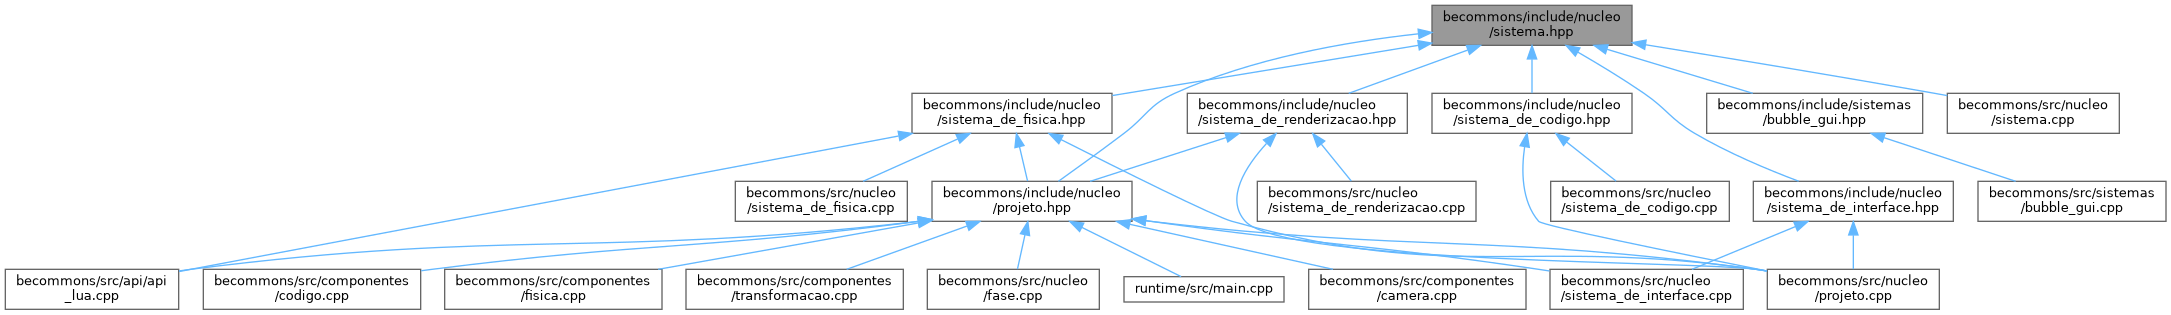 becommons/include/nucleo
/sistema.hpp
becommons/include/nucleo
/sistema_de_fisica.hpp
becommons/include/nucleo
/sistema_de_renderizacao.hpp
becommons/include/nucleo
/sistema_de_codigo.hpp
becommons/include/sistemas
/bubble_gui.hpp
becommons/src/nucleo
/sistema.cpp
becommons/src/nucleo
/sistema_de_fisica.cpp
becommons/include/nucleo
/projeto.hpp
becommons/src/nucleo
/sistema_de_renderizacao.cpp
becommons/src/nucleo
/sistema_de_codigo.cpp
becommons/include/nucleo
/sistema_de_interface.hpp
becommons/src/sistemas
/bubble_gui.cpp
becommons/src/api/api
_lua.cpp
becommons/src/componentes
/codigo.cpp
becommons/src/componentes
/fisica.cpp
becommons/src/componentes
/transformacao.cpp
becommons/src/nucleo
/fase.cpp
runtime/src/main.cpp
becommons/src/componentes
/camera.cpp
becommons/src/nucleo
/sistema_de_interface.cpp
becommons/src/nucleo
/projeto.cpp